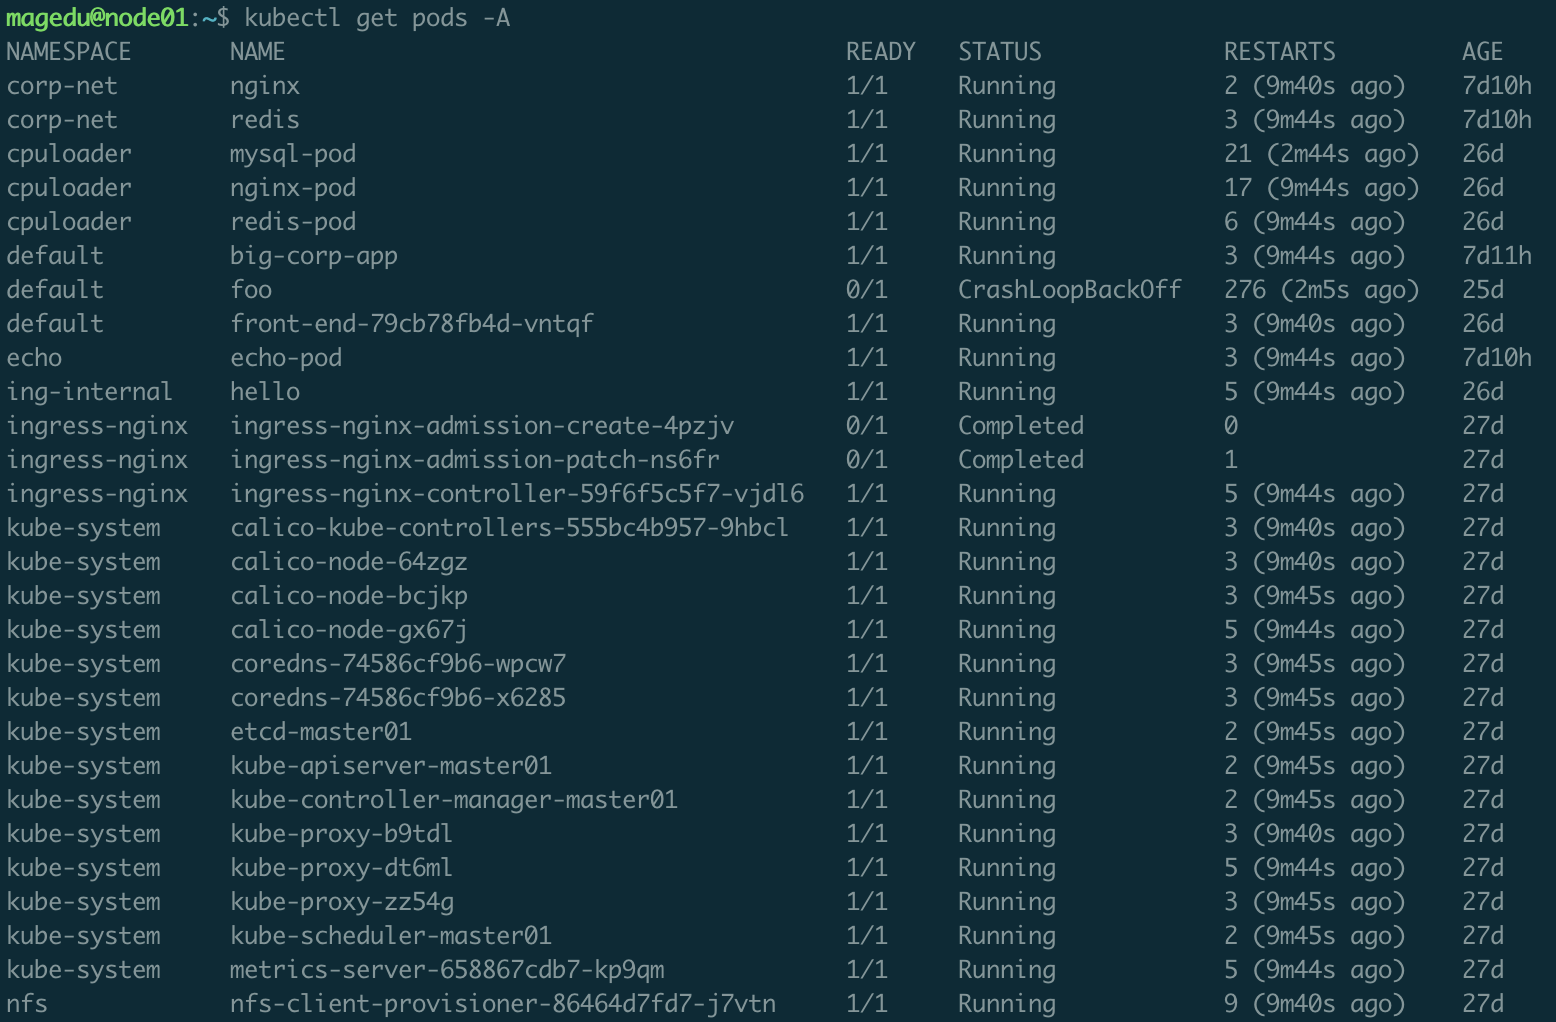 magedu@node01:~$ kubectl get pods -A
NAMESPACE NAME READY STATUS RESTARTS AGE
corp-net nginx 1/1 Running 2 (9m40s ago) 7d10h
corp-net redis 1/1 Running 3 (9m44s ago) 7d10h
cpuloader mysql-pod 1/1 Running 21 (2m44s ago) 26d
cpuloader nginx-pod 1/1 Running 17 (9m44s ago) 26d
cpuloader redis-pod 1/1 Running 6 (9m44s ago) 26d
default big-corp-app 1/1 Running 3 (9m44s ago) 7d11h
default foo 0/1 CrashLoopBackOff 276 (2m5s ago) 25d
default front-end-79cb78fb4d-vntqf 1/1 Running 3 (9m40s ago) 26d
echo echo-pod 1/1 Running 3 (9m44s ago) 7d10h
ing-internal hello 1/1 Running 5 (9m44s ago) 26d
ingress-nginx ingress-nginx-admission-create-4pzjv 0/1 Completed 0 27d
ingress-nginx ingress-nginx-admission-patch-ns6fr 0/1 Completed 1 27d
ingress-nginx ingress-nginx-controller-59f6f5c5f7-vjdl6 1/1 Running 5 (9m44s ago) 27d
kube-system calico-kube-controllers-555bc4b957-9hbcl 1/1 Running 3 (9m40s ago) 27d
kube-system calico-node-64zgz 1/1 Running 3 (9m40s ago) 27d
kube-system calico-node-bcjkp 1/1 Running 3 (9m45s ago) 27d
kube-system calico-node-gx67j 1/1 Running 5 (9m44s ago) 27d
kube-system coredns-74586cf9b6-wpcw7 1/1 Running 3 (9m45s ago) 27d
kube-system coredns-74586cf9b6-x6285 1/1 Running 3 (9m45s ago) 27d
kube-system etcd-master01 1/1 Running 2 (9m45s ago) 27d
kube-system kube-apiserver-master01 1/1 Running 2 (9m45s ago) 27d
kube-system kube-controller-manager-master01 1/1 Running 2 (9m45s ago) 27d
kube-system kube-proxy-b9tdl 1/1 Running 3 (9m40s ago) 27d
kube-system kube-proxy-dt6ml 1/1 Running 5 (9m44s ago) 27d
kube-system kube-proxy-zz54g 1/1 Running 3 (9m45s ago) 27d
kube-system kube-scheduler-master01 1/1 Running 2 (9m45s ago) 27d
kube-system metrics-server-658867cdb7-kp9qm 1/1 Running 5 (9m44s ago) 27d
nfs nfs-client-provisioner-86464d7fd7-j7vtn 1/1 Running 9 (9m40s ago) 27d